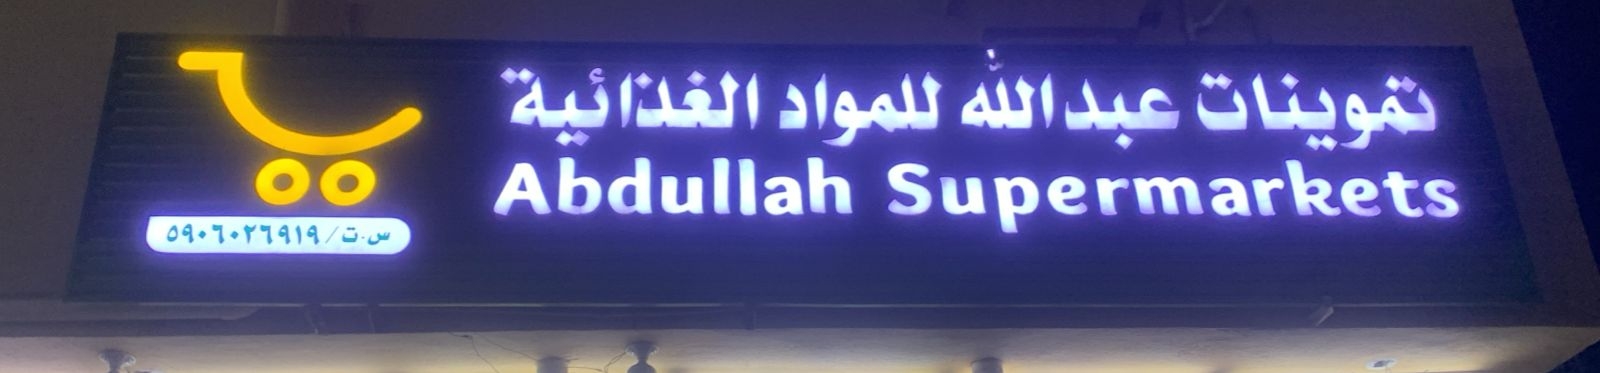 تموينات عبدالله للمواد الغذائية
Abdullah Supermarkets
س.ت/٥٩٠٦٠٢٦٩١٩